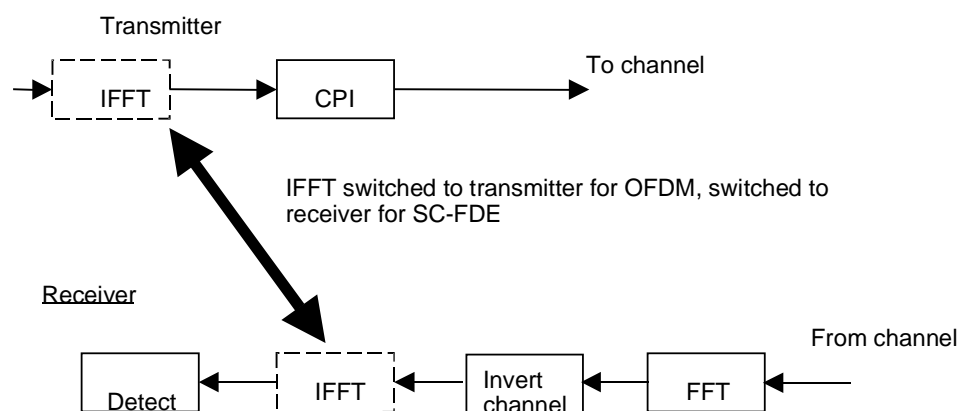 Transmitter
IFFT
CPI
To channel
IFFT switched to transmitter for OFDM, switched to
receiver for SC-FDE
Receiver
From channel
Detect
IFFT
Invert
channel
FFT